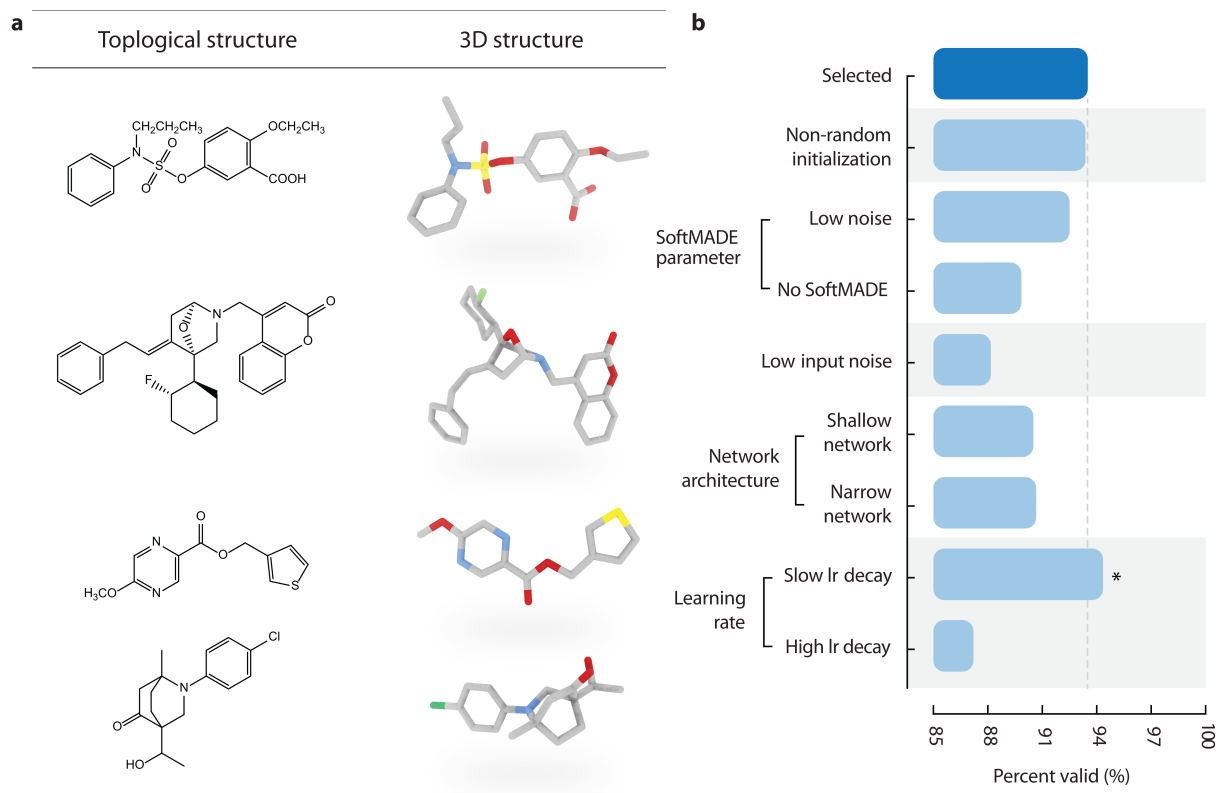 a
Toplogical structure
3D structure
CH₂CH₂CH₃
N
O
S
O
O
OCH₂CH₃
COOH
O
N
O
O
F
O
N
N
O
O
H₃CO
S
Cl
N
O
HO
b
Selected
Non-random
initialization
SoftMADE
parameter
Low noise
No SoftMADE
Low input noise
Network
architecture
Shallow
network
Narrow
network
Learning
rate
Slow lr decay
*
High lr decay
85
88
91
94
97
100
Percent valid (%)